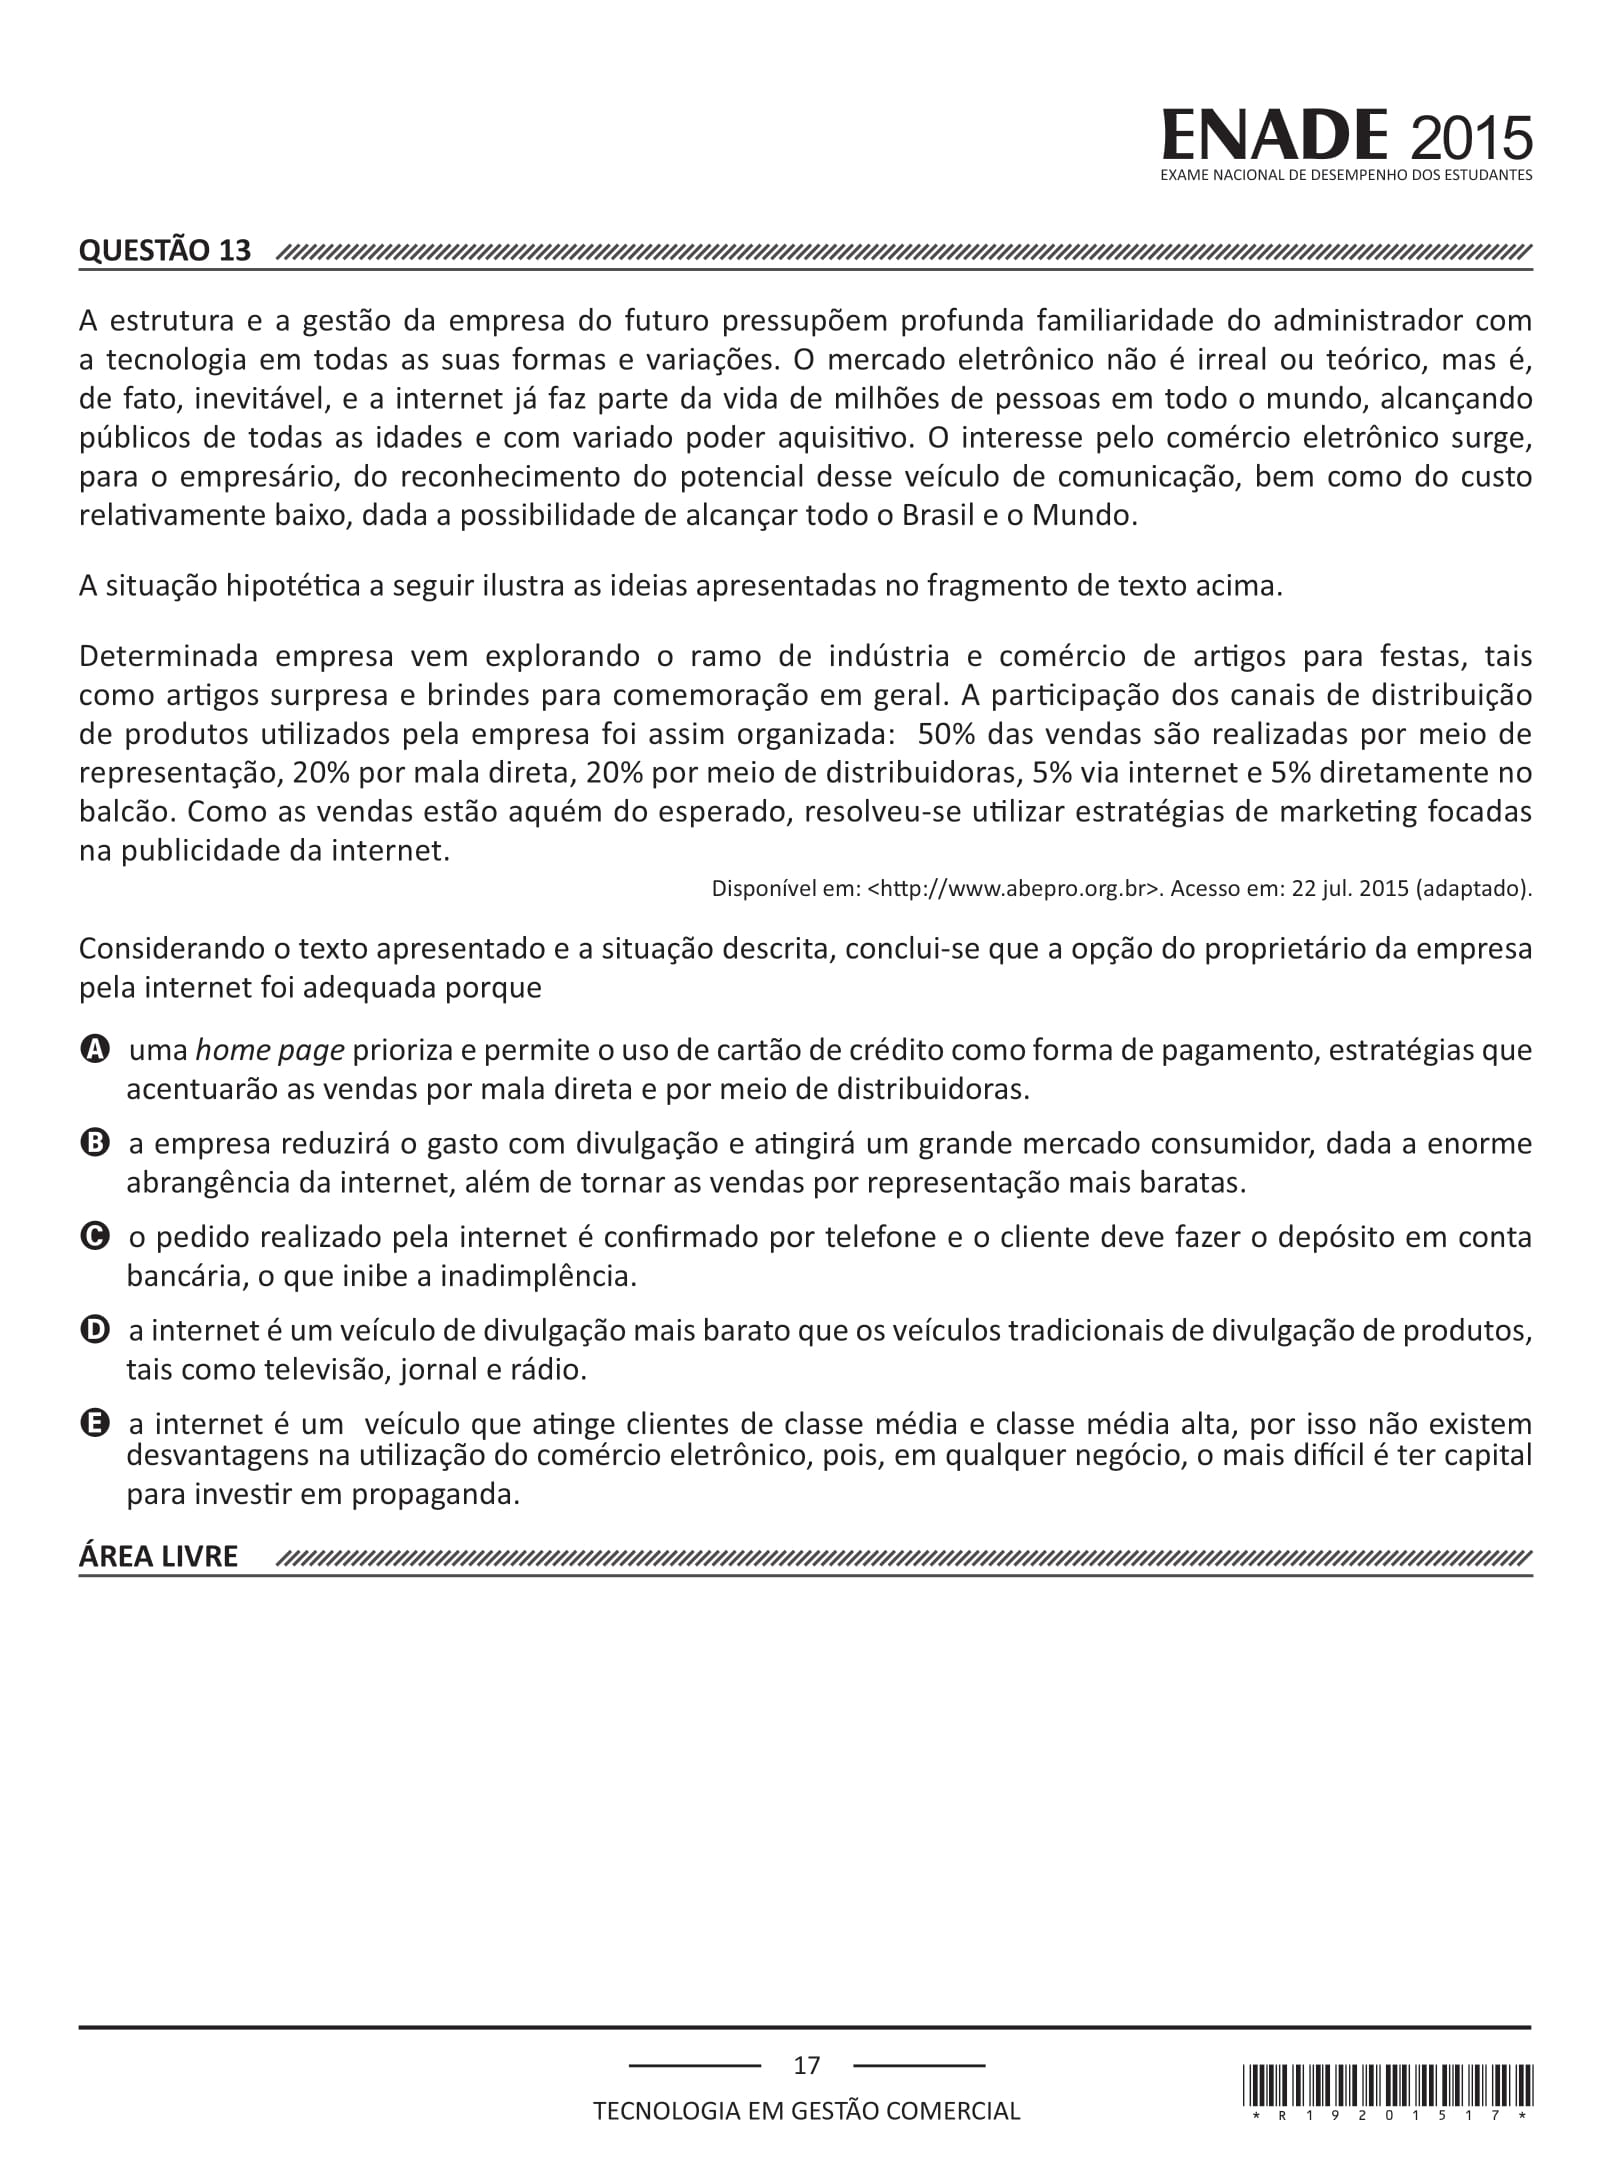 ENADE 2015
EXAME NACIONAL DE DESEMPENHO DOS ESTUDANTES
QUESTÃO 13
A estrutura e a gestão da empresa do futuro pressupõem profunda familiaridade do administrador com
a tecnologia em todas as suas formas e variações. O mercado eletrônico não é irreal ou teórico, mas é,
de fato, inevitável, e a internet já faz parte da vida de milhões de pessoas em todo o mundo, alcançando
públicos de todas as idades e com variado poder aquisitivo. O interesse pelo comércio eletrônico surge,
para o empresário, do reconhecimento do potencial desse veículo de comunicação, bem como do custo
relativamente baixo, dada a possibilidade de alcançar todo o Brasil e o Mundo.
A situação hipotética a seguir ilustra as ideias apresentadas no fragmento de texto acima.
Determinada empresa vem explorando o ramo de indústria e comércio de artigos para festas, tais
como artigos surpresa e brindes para comemoração em geral. A participação dos canais de distribuição
de produtos utilizados pela empresa foi assim organizada: 50% das vendas são realizadas por meio de
representação, 20% por mala direta, 20% por meio de distribuidoras, 5% via internet e 5% diretamente no
balcão. Como as vendas estão aquém do esperado, resolveu-se utilizar estratégias de marketing focadas
na publicidade da internet.
Disponível em: <http://www.abepro.org.br>. Acesso em: 22 jul. 2015 (adaptado).
Considerando o texto apresentado e a situação descrita, conclui-se que a opção do proprietário da empresa
pela internet foi adequada porque
A uma home page prioriza e permite o uso de cartão de crédito como forma de pagamento, estratégias que
acentuarão as vendas por mala direta e por meio de distribuidoras.
B a empresa reduzirá o gasto com divulgação e atingirá um grande mercado consumidor, dada a enorme
abrangência da internet, além de tornar as vendas por representação mais baratas.
C o pedido realizado pela internet é confirmado por telefone e o cliente deve fazer o depósito em conta
bancária, o que inibe a inadimplência.
D a internet é um veículo de divulgação mais barato que os veículos tradicionais de divulgação de produtos,
tais como televisão, jornal e rádio.
E a internet é um veículo que atinge clientes de classe média e classe média alta, por isso não existem
desvantagens na utilização do comércio eletrônico, pois, em qualquer negócio, o mais difícil é ter capital
para investir em propaganda.
ÁREA LIVRE
17
TECNOLOGIA EM GESTÃO COMERCIAL
* R 1 9 2 0 1 5 1 7 *